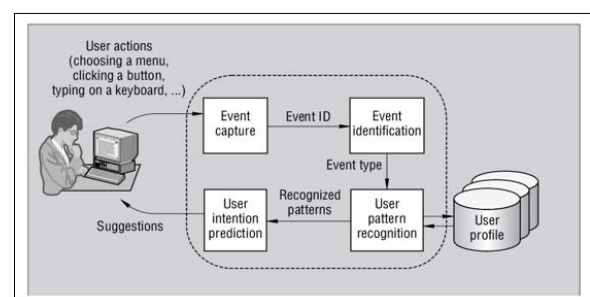 User actions
(choosing a menu,
clicking a button,
typing on a keyboard, ...)
Event
capture
Event ID
Event
identification
Event type
User
intention
prediction
Recognized
patterns
User
pattern
recognition
User
profile
Suggestions